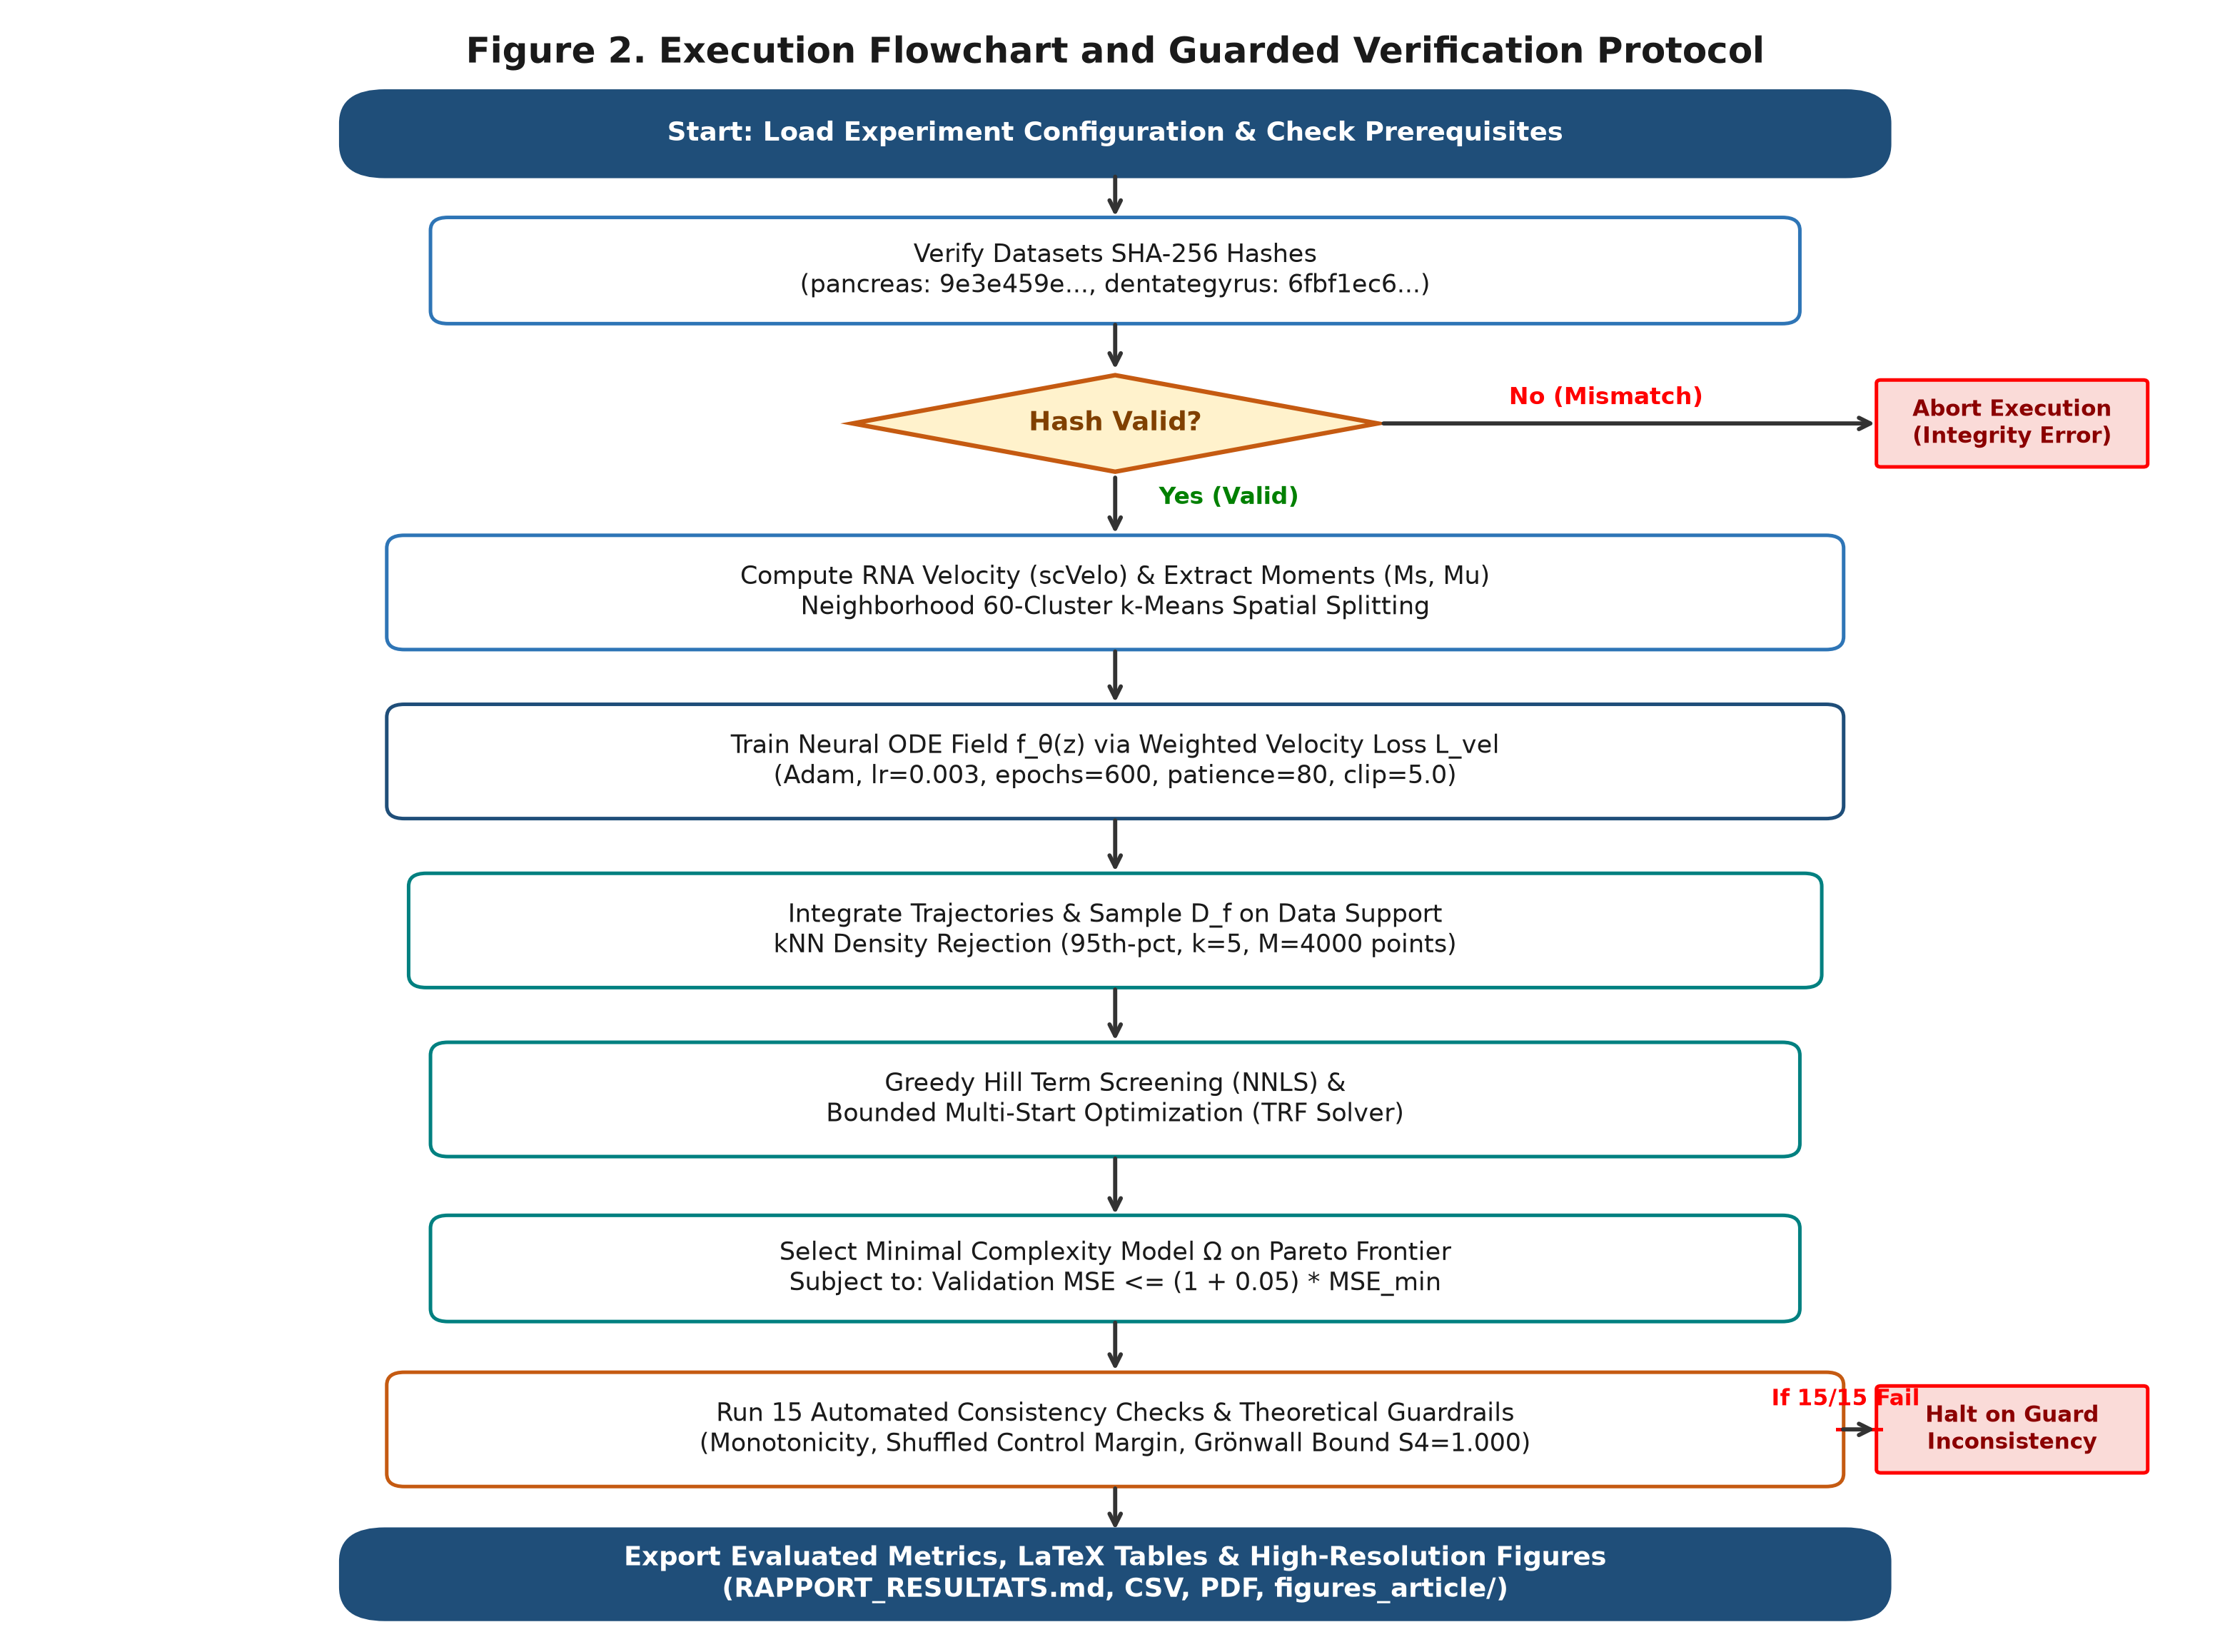 Figure 2. Execution Flowchart and Guarded Verification Protocol
Start: Load Experiment Configuration & Check Prerequisites
Verify Datasets SHA-256 Hashes
(pancreas: 9e3e459e..., dentategyrus: 6fbf1ec6...)
Hash Valid?
No (Mismatch)
Abort Execution
(Integrity Error)
Yes (Valid)
Compute RNA Velocity (scVelo) & Extract Moments (Ms, Mu)
Neighborhood 60-Cluster k-Means Spatial Splitting
Train Neural ODE Field f_θ(z) via Weighted Velocity Loss L_vel
(Adam, lr=0.003, epochs=600, patience=80, clip=5.0)
Integrate Trajectories & Sample D_f on Data Support
kNN Density Rejection (95th-pct, k=5, M=4000 points)
Greedy Hill Term Screening (NNLS) &
Bounded Multi-Start Optimization (TRF Solver)
Select Minimal Complexity Model Ω on Pareto Frontier
Subject to: Validation MSE <= (1 + 0.05) * MSE_min
Run 15 Automated Consistency Checks & Theoretical Guardrails
(Monotonicity, Shuffled Control Margin, Grönwall Bound S4=1.000)
If 15/15 Fail
Halt on Guard
Inconsistency
Export Evaluated Metrics, LaTeX Tables & High-Resolution Figures
(RAPPORT_RESULTATS.md, CSV, PDF, figures_article/)